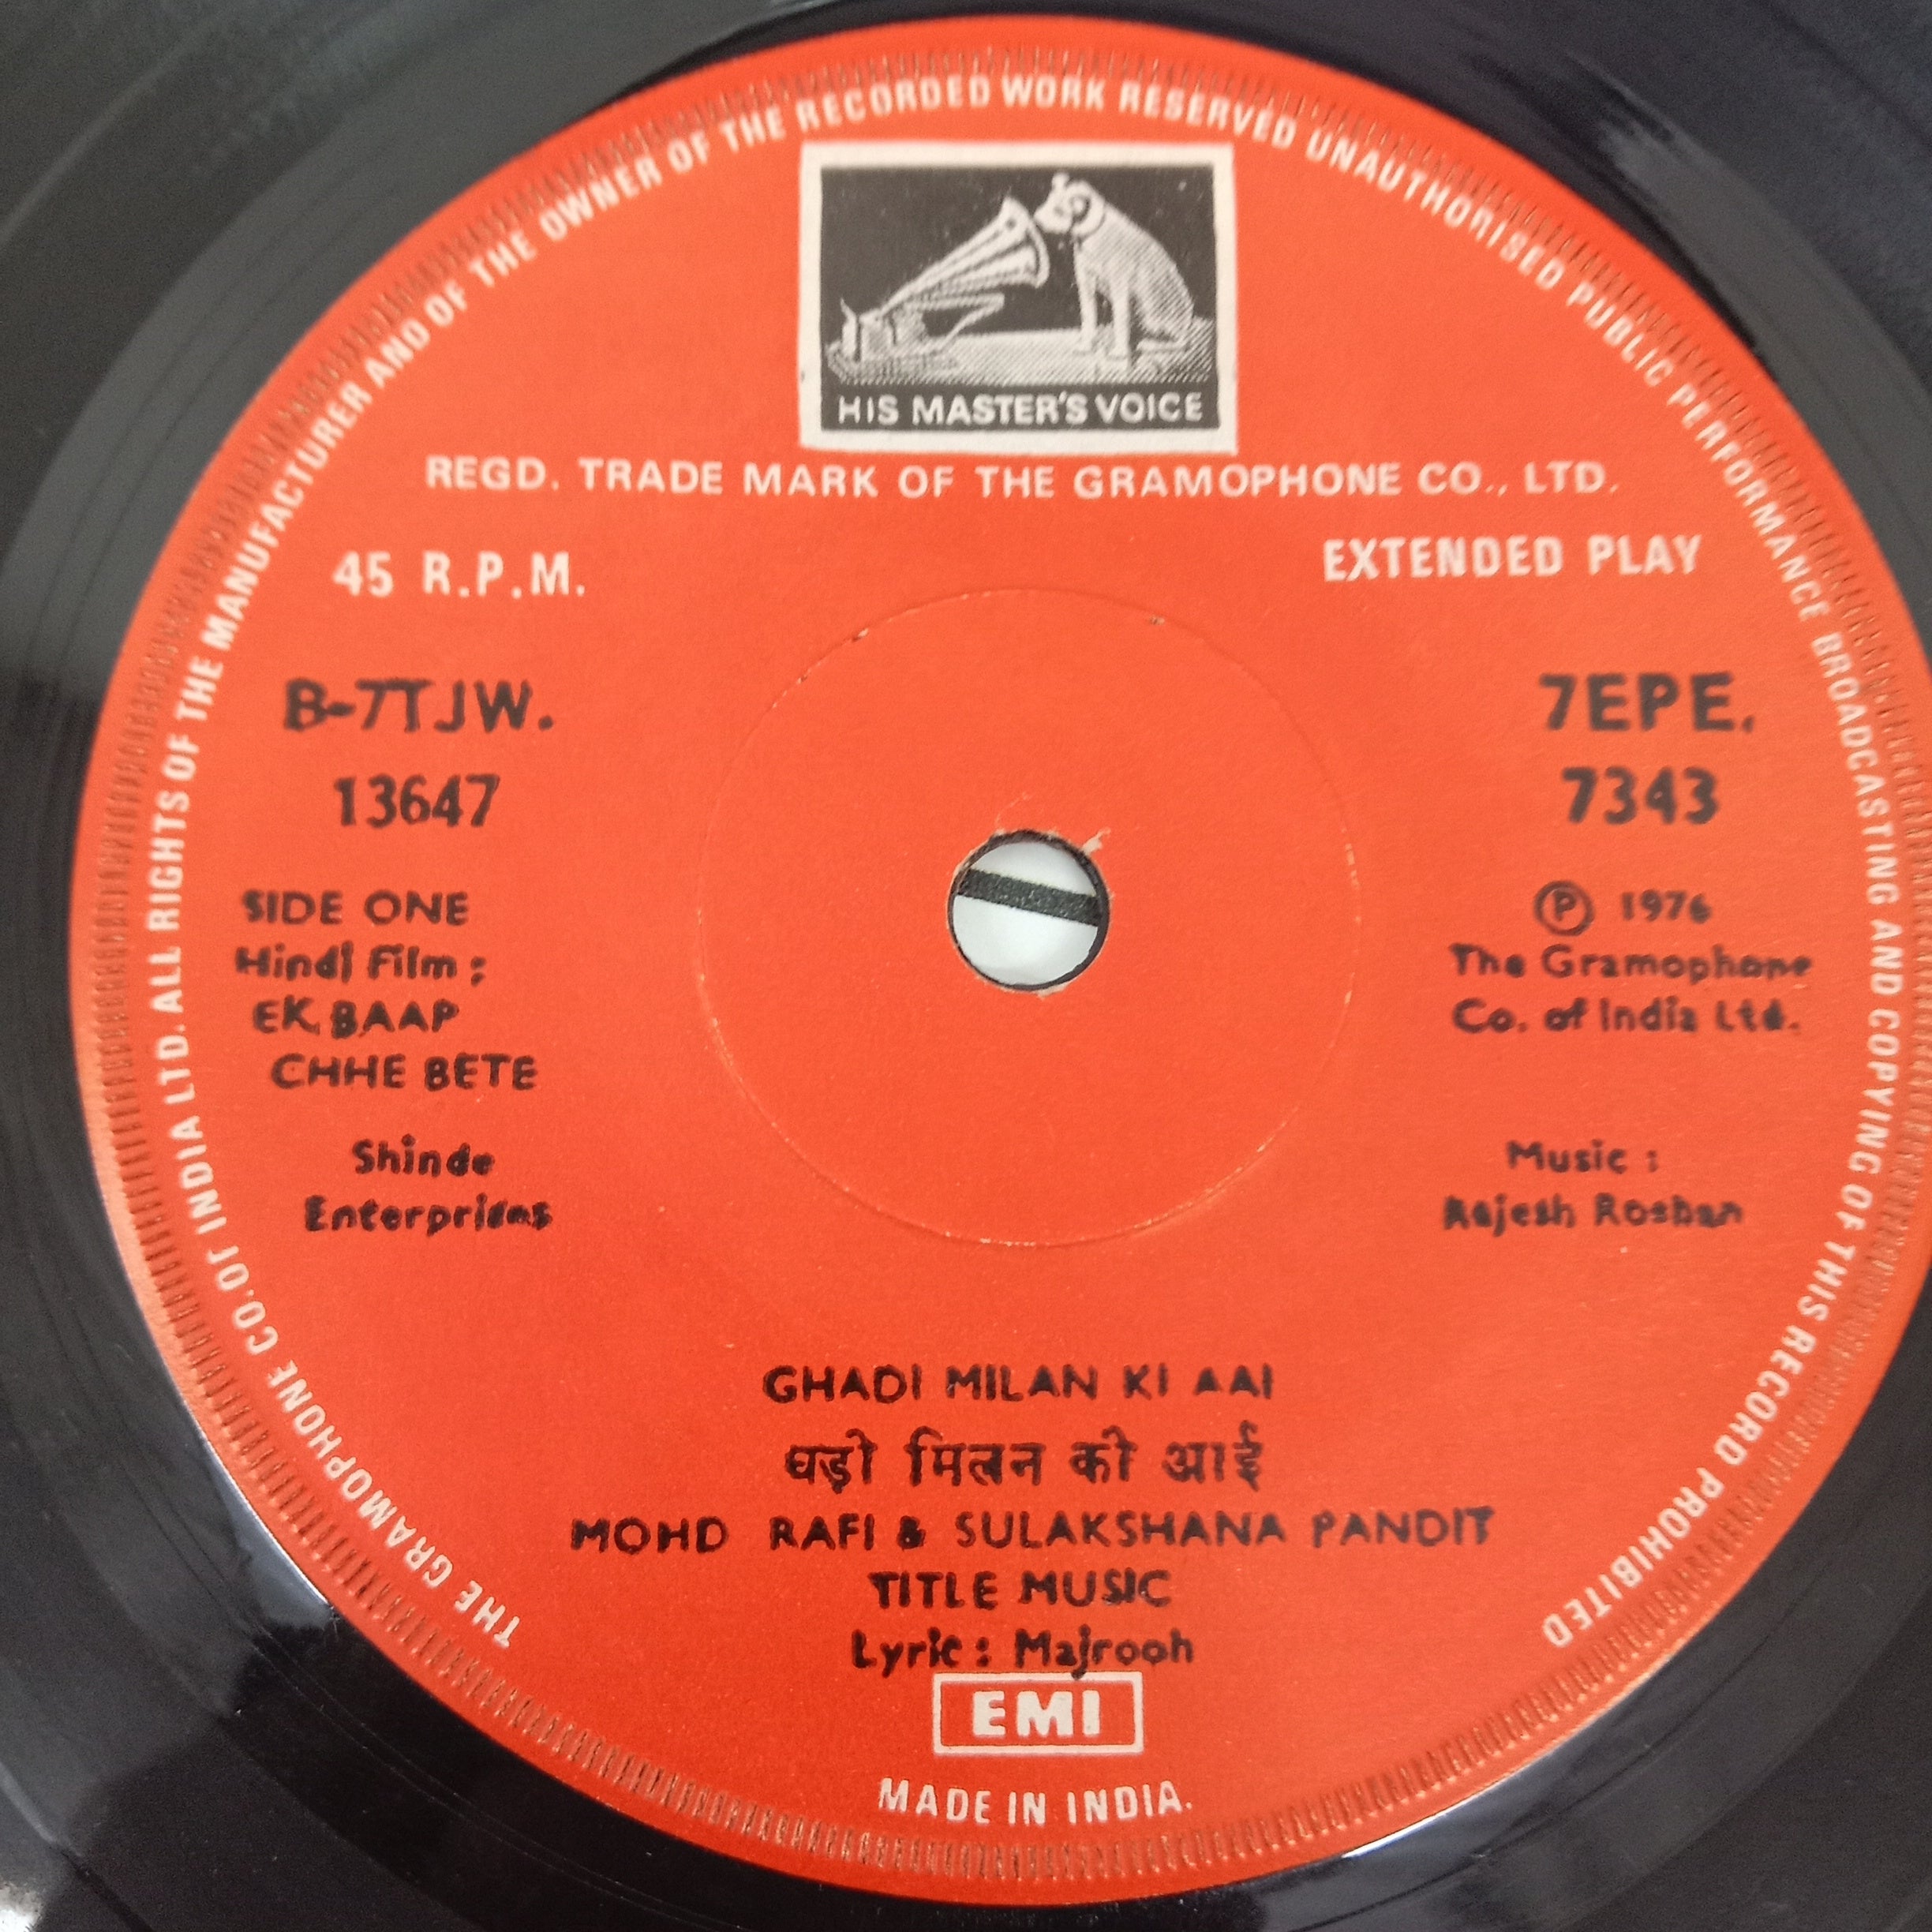 THE GRAMOPHONE CO. OF INDIA LTD. ALL RIGHTS OF THE MANUFACTURER AND OF THE OWNER OF THE RECORDED WORK RESERVED UNAUTHORISED PUBLIC PERFORMANCE BROADCASTING AND COPYING OF THIS RECORD PROHIBITED
HIS MASTER'S VOICE
REGD. TRADE MARK OF THE GRAMOPHONE CO., LTD.
45 R.P.M.
EXTENDED PLAY
B-7TJW.
13647
7EPE.
7343
SIDE ONE
Hindi Film :
EK BAAP
CHHE BETE
Ⓟ 1976
The Gramophone
Co. of India Ltd.
Shinde
Enterprises
Music :
Rajesh Roshan
GHADI MILAN KI AAI
घड़ी मिलन की आई
MOHD RAFI & SULAKSHANA PANDIT
TITLE MUSIC
Lyric : Majrooh
EMI
MADE IN INDIA.